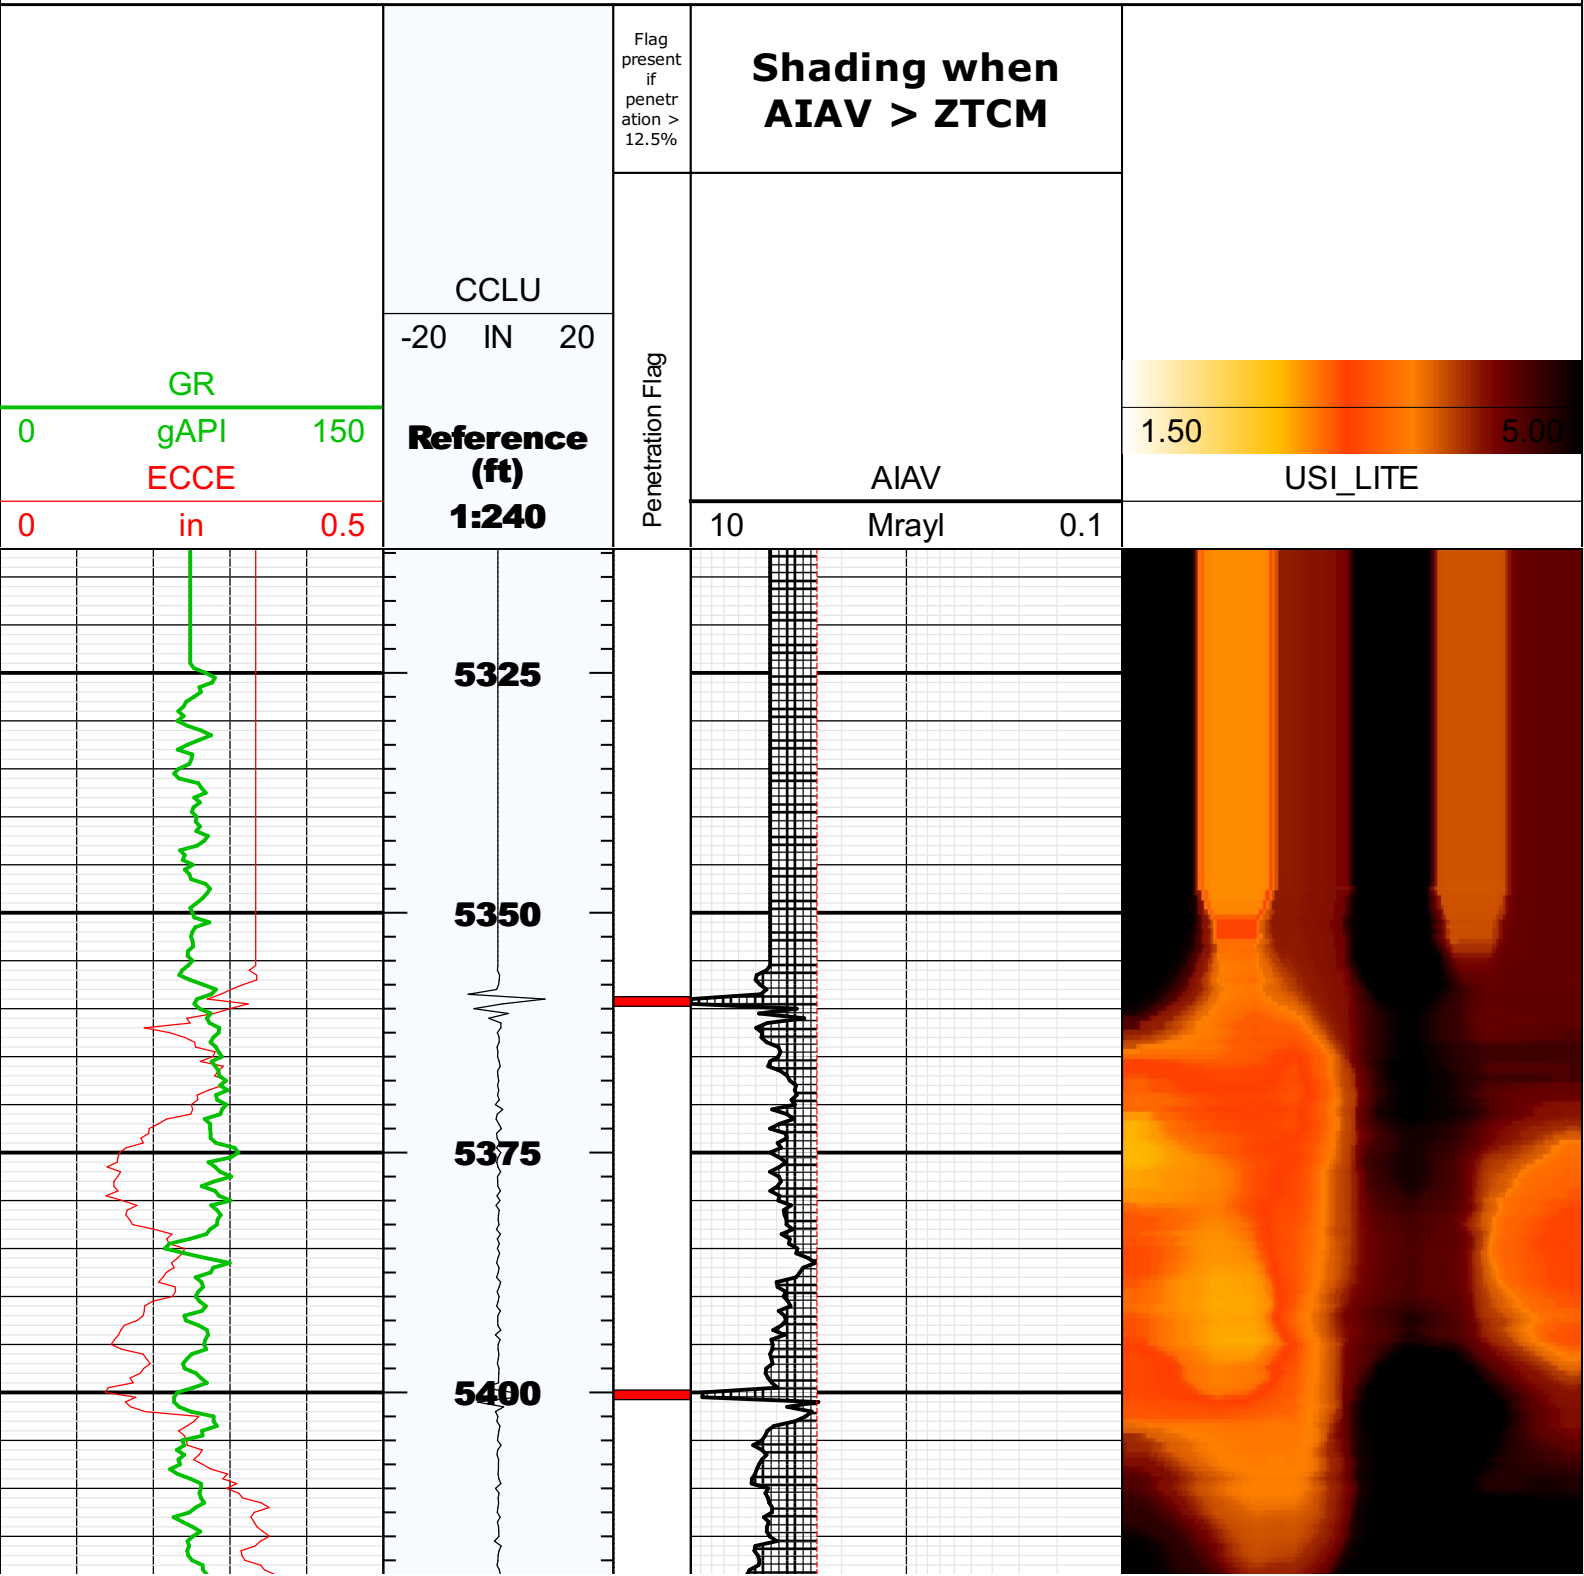 Flag
present
if
penetr
ation >
12.5%
Shading when
AIAV > ZTCM
CCLU
-20 IN 20
GR
0 gAPI 150
ECCE
0 in 0.5
Reference
(ft)
1:240
Penetration Flag
AIAV
10 Mrayl 0.1
1.50 5.00
USI_LITE
5325
5350
5375
5400